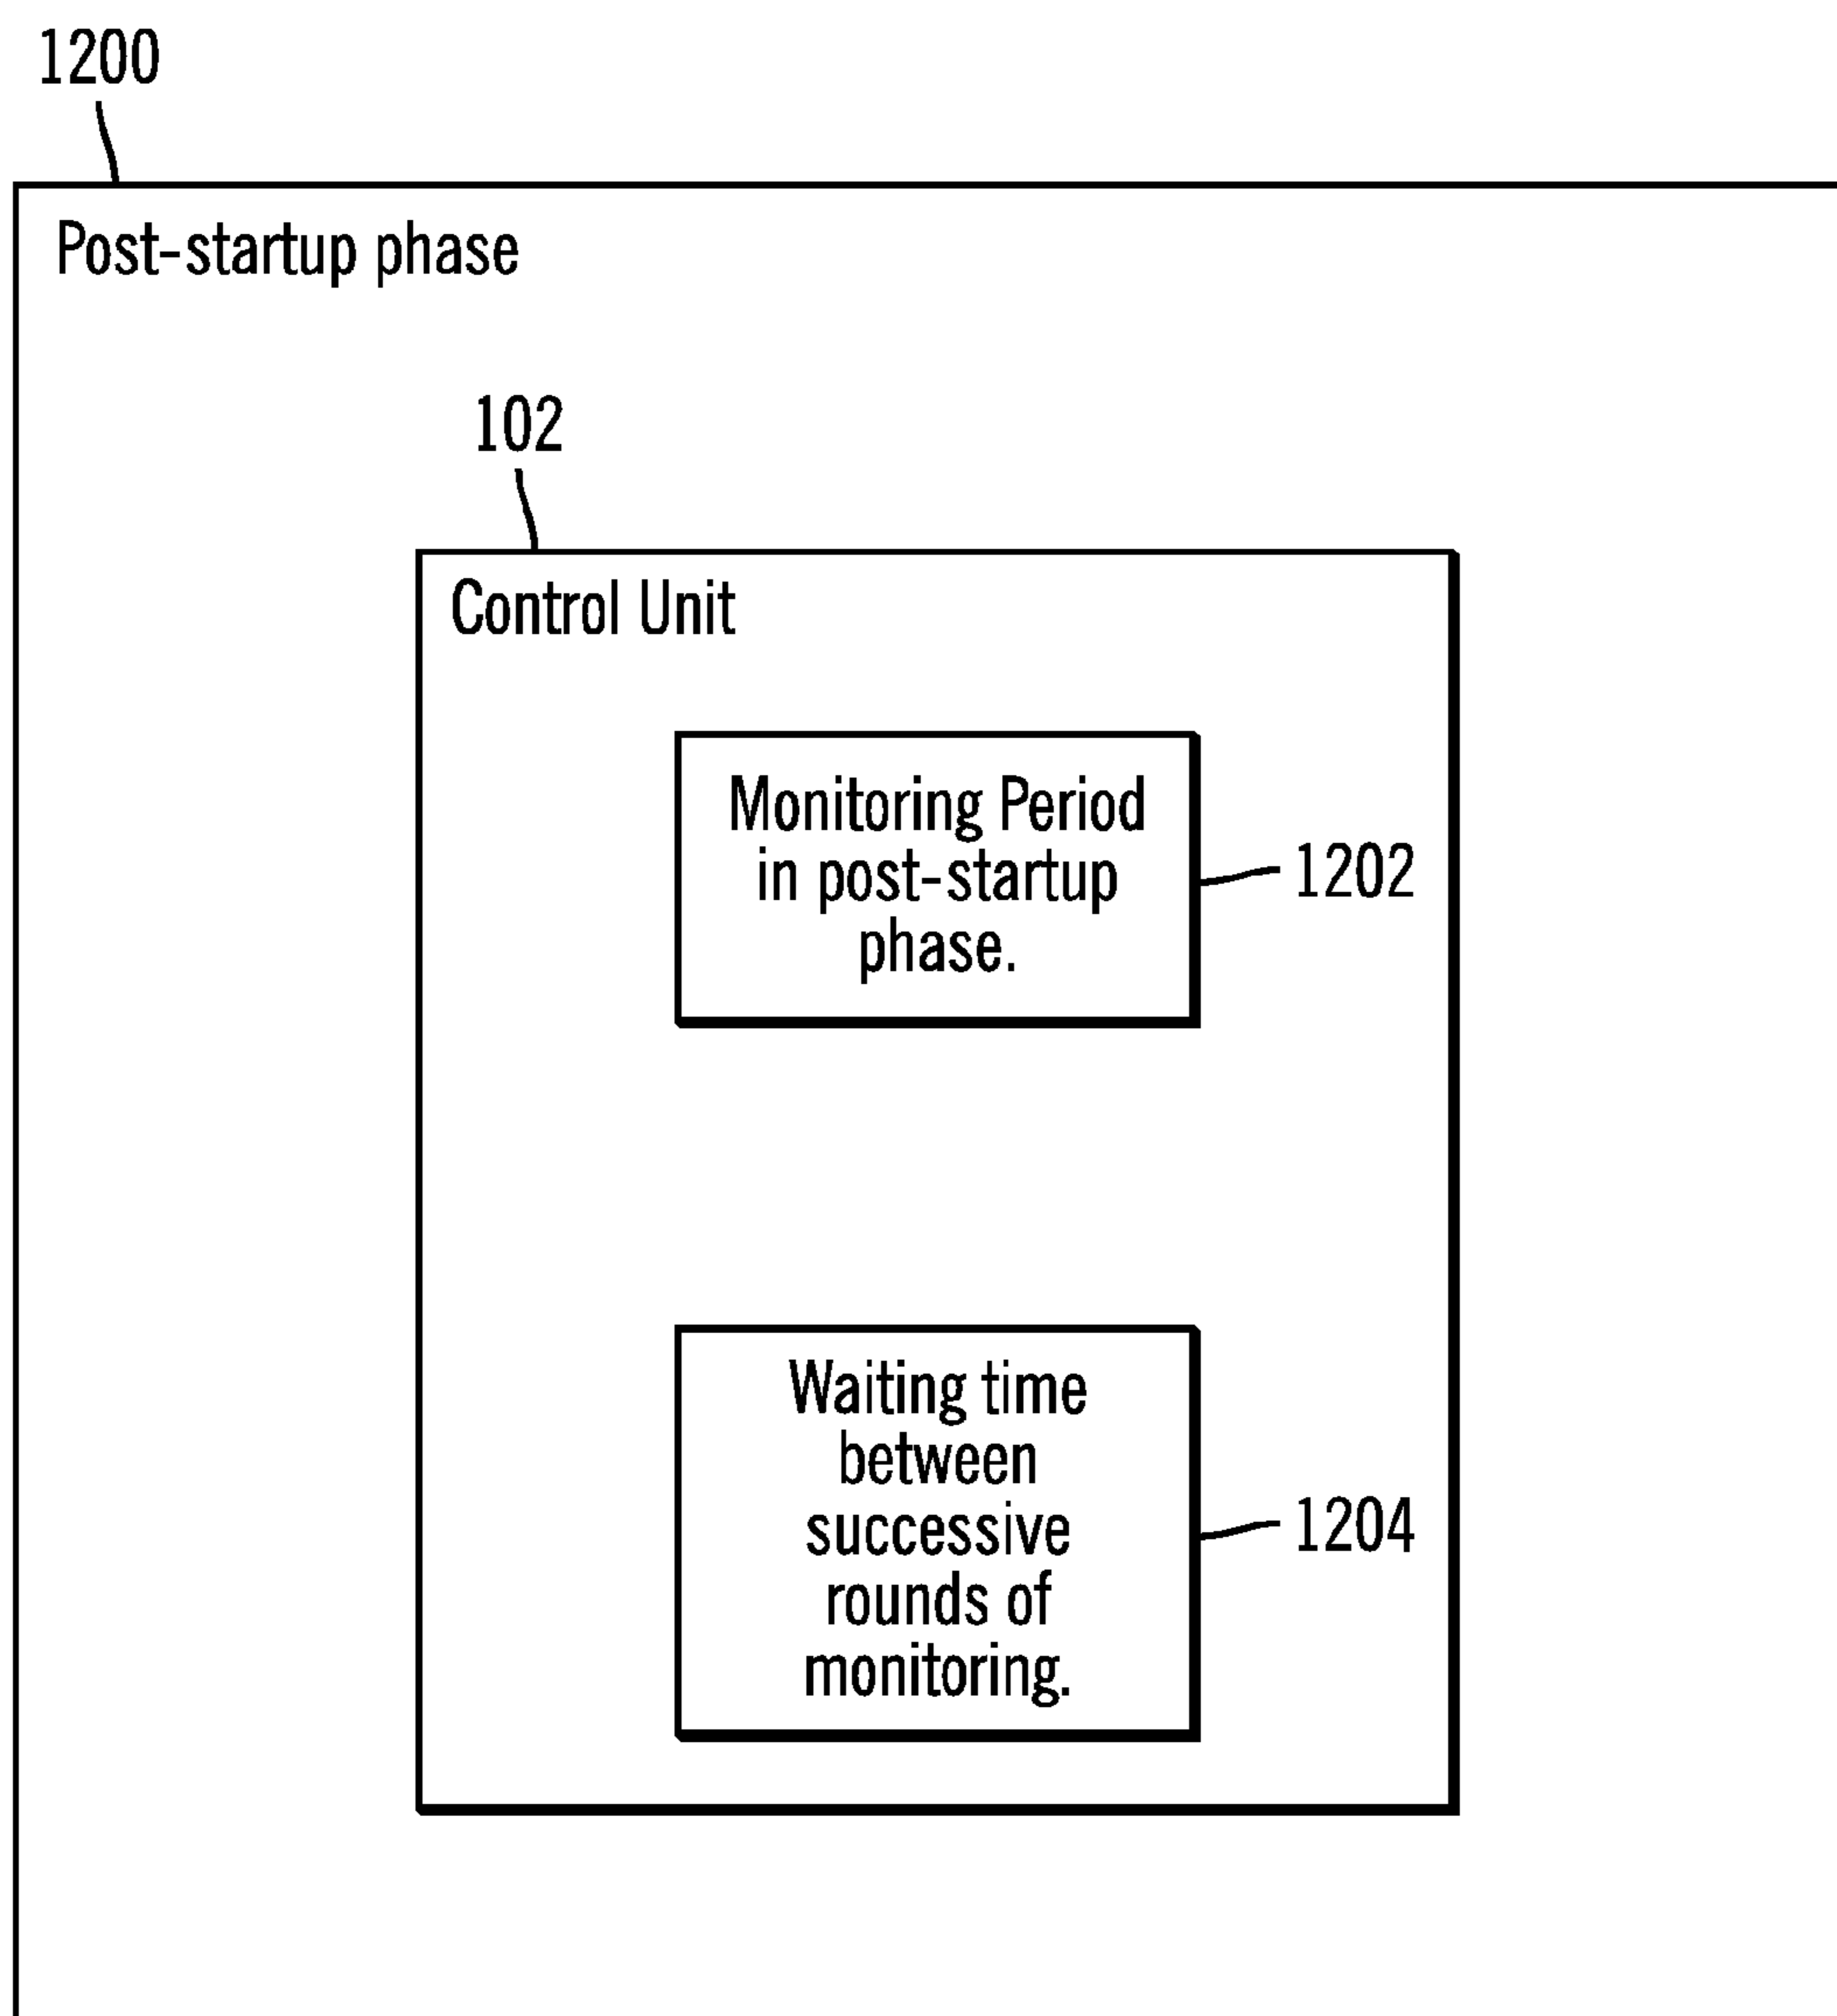 1200
Post-startup phase
102
Control Unit
Monitoring Period
in post-startup
phase.
1202
Waiting time
between
successive
rounds of
monitoring.
1204